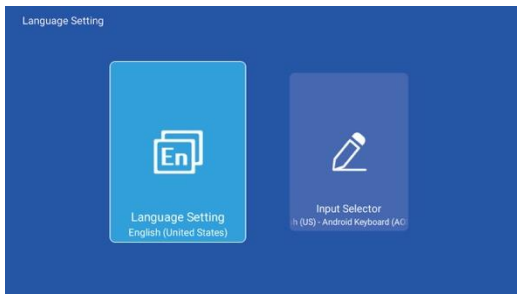 Language Setting
En
Language Setting
English (United States)
Input Selector
h (US) - Android Keyboard (AO